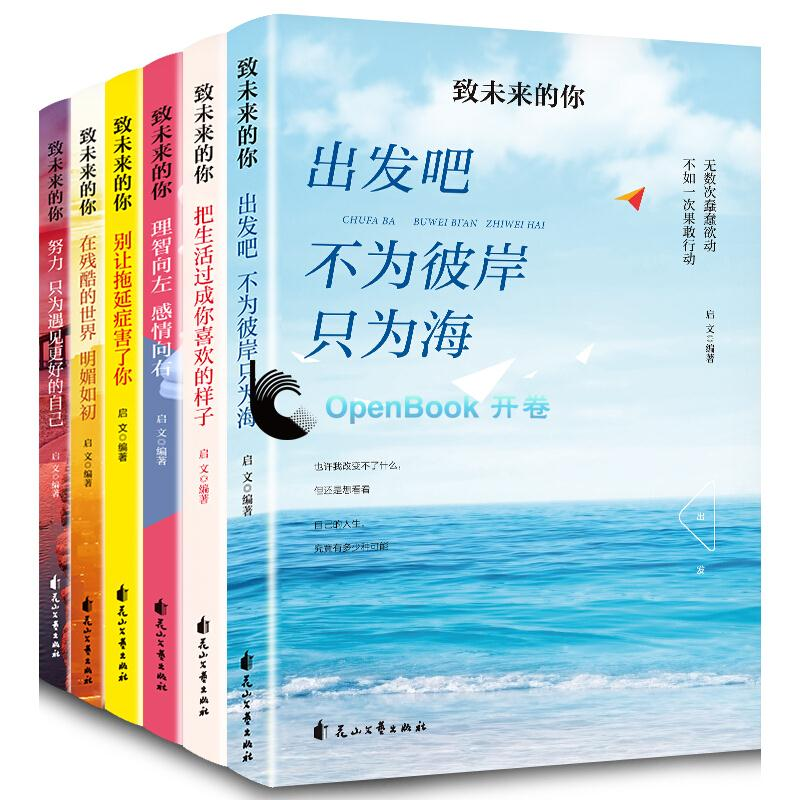 致未来的你
努力 只为遇见更好的自己
启文◎编著
花山文艺出版社
致未来的你
在残酷的世界 明媚如初
启文◎编著
花山文艺出版社
致未来的你
别让拖延症害了你
启文◎编著
花山文艺出版社
致未来的你
理智向左 感情向右
启文◎编著
花山文艺出版社
致未来的你
把生活过成你喜欢的样子
启文◎编著
花山文艺出版社
致未来的你
出发吧 不为彼岸只为海
启文◎编著
花山文艺出版社
致未来的你
出发吧
CHUFA BA BUWEI BI'AN ZHIWEI HAI
不为彼岸
只为海
无数次蠢蠢欲动
不如一次果敢行动
启文◎编著
OpenBook 开卷
也许我改变不了什么，
但还是想看看
自己的人生，
究竟有多少种可能
出
发
花山文艺出版社